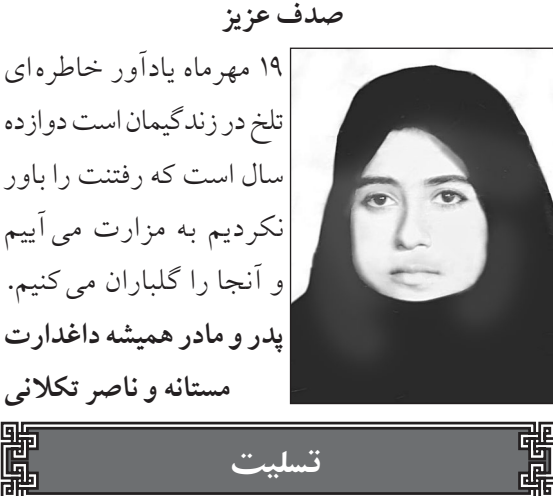 صدف عزیز
۱۹ مهرماه یادآور خاطره‌ای
تلخ در زندگیمان است دوازده
سال است که رفتنت را باور
نکردیم به مزارت می‌آییم
و آنجا را گلباران می‌کنیم.
پدر و مادر همیشه داغدارت
مستانه و ناصر تکلانی
تسلیت